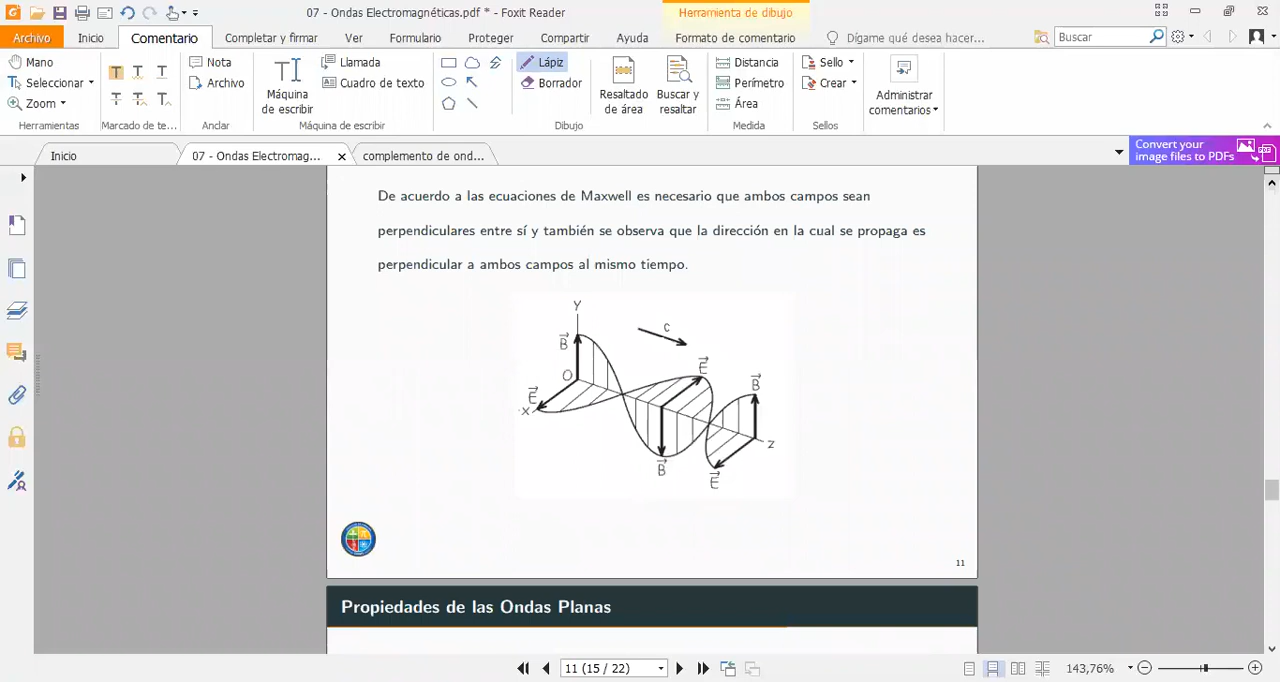 07 - Ondas Electromagnéticas.pdf * - Foxit Reader
Herramienta de dibujo
Archivo Inicio Comentario Completar y firmar Ver Formulario Proteger Compartir Ayuda Formato de comentario Dígame qué desea hacer... Buscar
Mano
Seleccionar
Zoom
Herramientas
Marcado de te...
Nota
Archivo
Andar
Máquina
de escribir
Llamada
Cuadro de texto
Máquina de escribir
Lápiz
Borrador
Dibujo
Resaltado
de área
Buscar y
resaltar
Distancia
Perímetro
Área
Medida
Sello
Crear
Sellos
Administrar
comentarios
Inicio
07 - Ondas Electromag...
complemento de ond...
Convert your
image files to PDFs
De acuerdo a las ecuaciones de Maxwell es necesario que ambos campos sean
perpendiculares entre sí y también se observa que la dirección en la cual se propaga es
perpendicular a ambos campos al mismo tiempo.
Y
c
B
E
O
B
E
X
Z
B
E
11
Propiedades de las Ondas Planas
11 (15 / 22)
143,76%